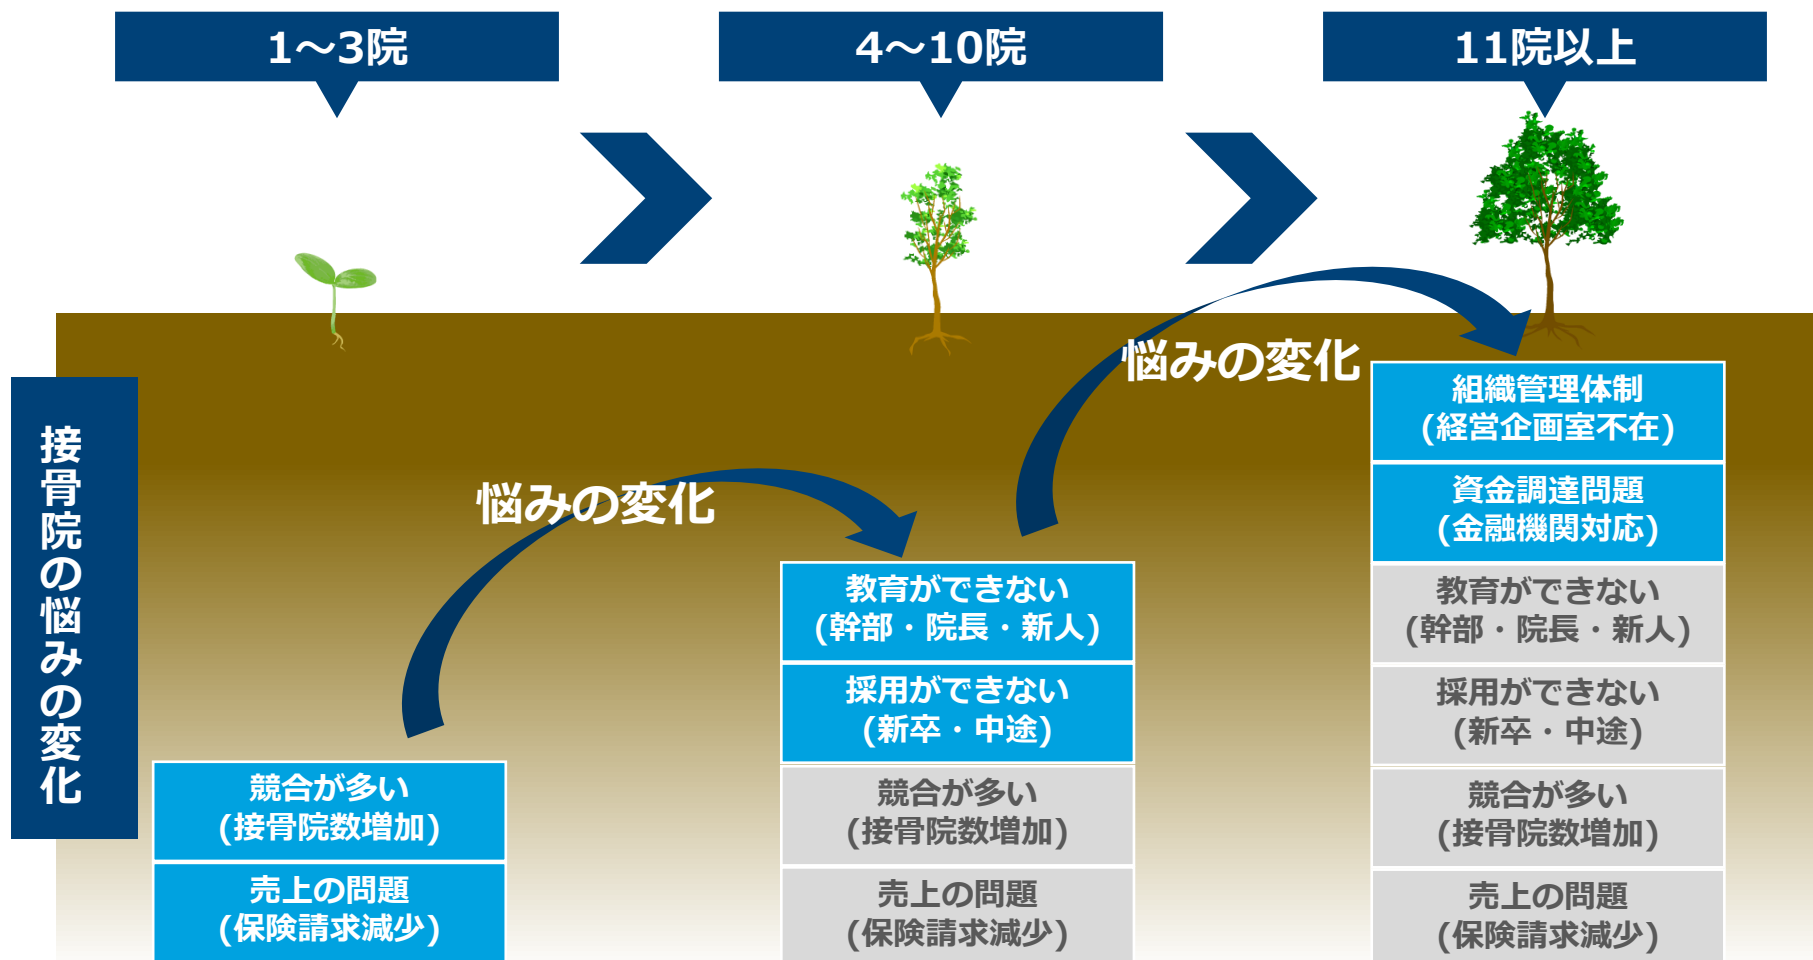 1～3院
4～10院
11院以上
接骨院の悩みの変化
悩みの変化
悩みの変化
競合が多い
(接骨院数増加)
売上の問題
(保険請求減少)
教育ができない
(幹部・院長・新人)
採用ができない
(新卒・中途)
競合が多い
(接骨院数増加)
売上の問題
(保険請求減少)
組織管理体制
(経営企画室不在)
資金調達問題
(金融機関対応)
教育ができない
(幹部・院長・新人)
採用ができない
(新卒・中途)
競合が多い
(接骨院数増加)
売上の問題
(保険請求減少)